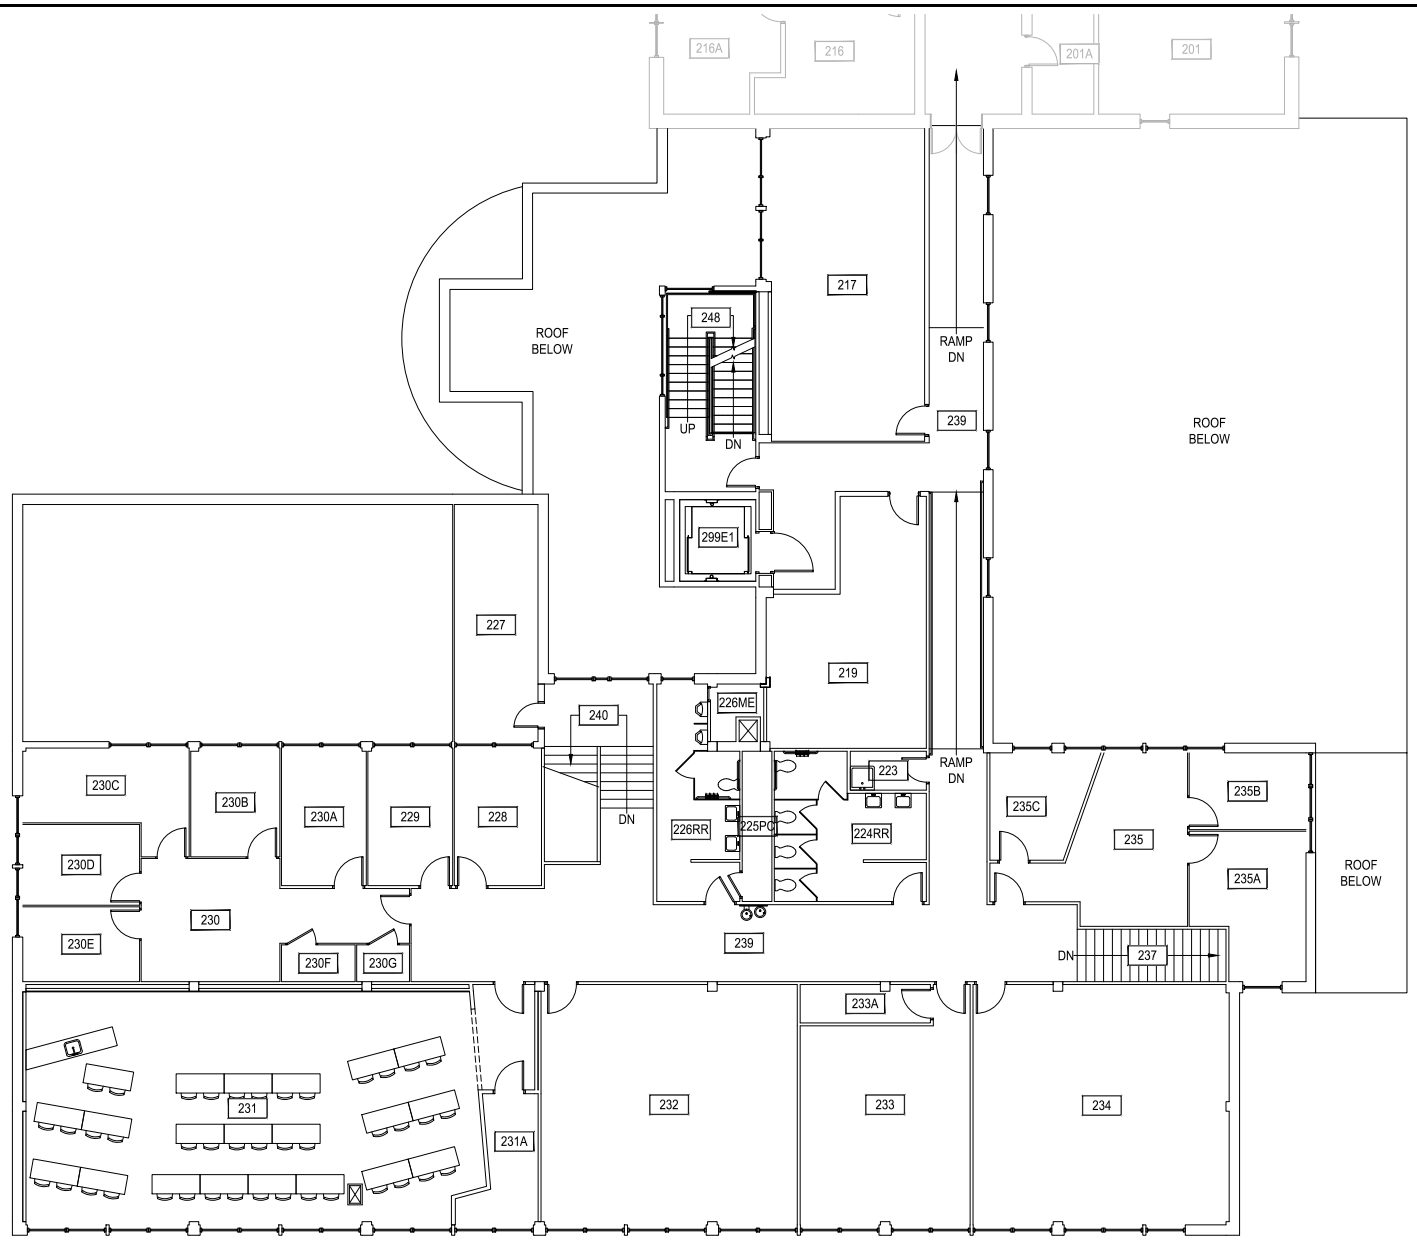 216A
216
201A
201
248
217
ROOF
BELOW
RAMP
DN
UP
DN
239
ROOF
BELOW
299E1
227
219
226ME
240
RAMP
DN
223
230C
230B
230A
229
228
DN
226RR
225PC
224RR
235C
235
235B
230D
235A
ROOF
BELOW
230
230E
230F
230G
239
DN
237
233A
231
232
233
234
231A